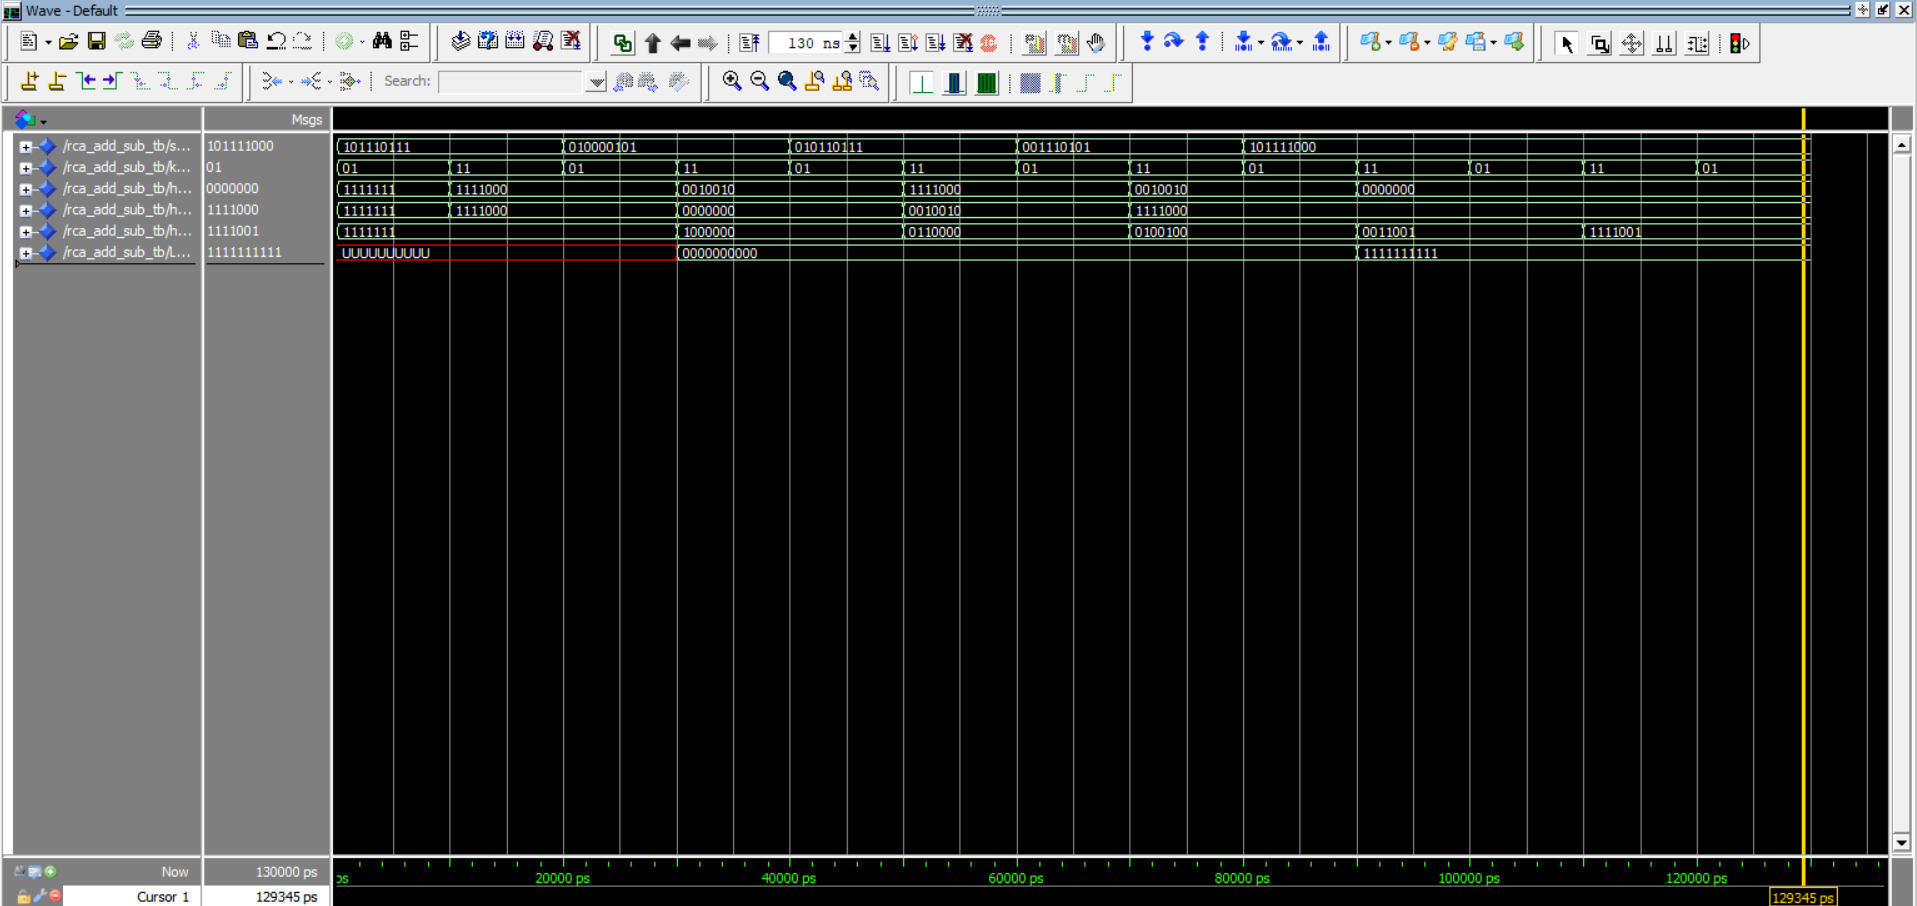 Wave - Default
130 ns
Search:
Msgs
/rca_add_sub_tb/s... 101111000 101110111 010000101 010110111 001110101 101111000
/rca_add_sub_tb/k... 01 01 11 01 11 01 11 01 11 01 11 01 11 01
/rca_add_sub_tb/h... 0000000 1111111 1111000 0010010 1111000 0010010 0000000
/rca_add_sub_tb/h... 1111000 1111111 1111000 0000000 0010010 1111000
/rca_add_sub_tb/h... 1111001 1111111 1000000 0110000 0100100 0011001 1111001
/rca_add_sub_tb/L... 1111111111 UUUUUUUUUU 0000000000 1111111111
Now 130000 ps ps 20000 ps 40000 ps 60000 ps 80000 ps 100000 ps 120000 ps
Cursor 1 129345 ps 129345 ps